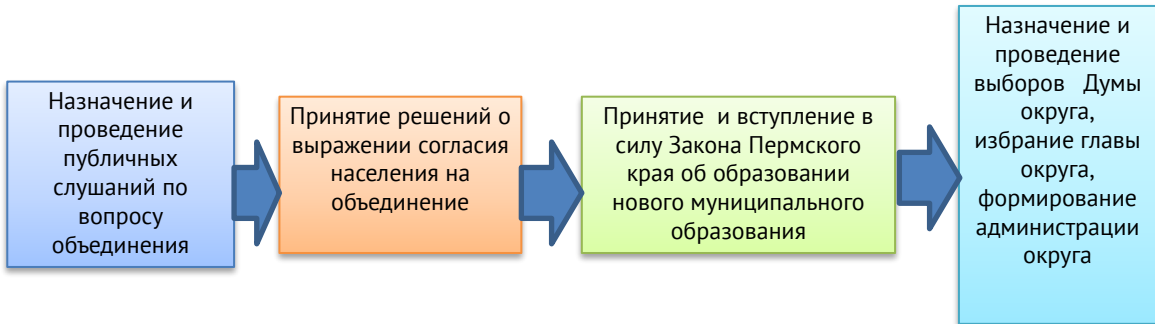 Назначение и
проведение
публичных
слушаний по
вопросу
объединения
Принятие решений о
выражении согласия
населения на
объединение
Принятие и вступление в
силу Закона Пермского
края об образовании
нового муниципального
образования
Назначение и
проведение
выборов Думы
округа,
избрание главы
округа,
формирование
администрации
округа